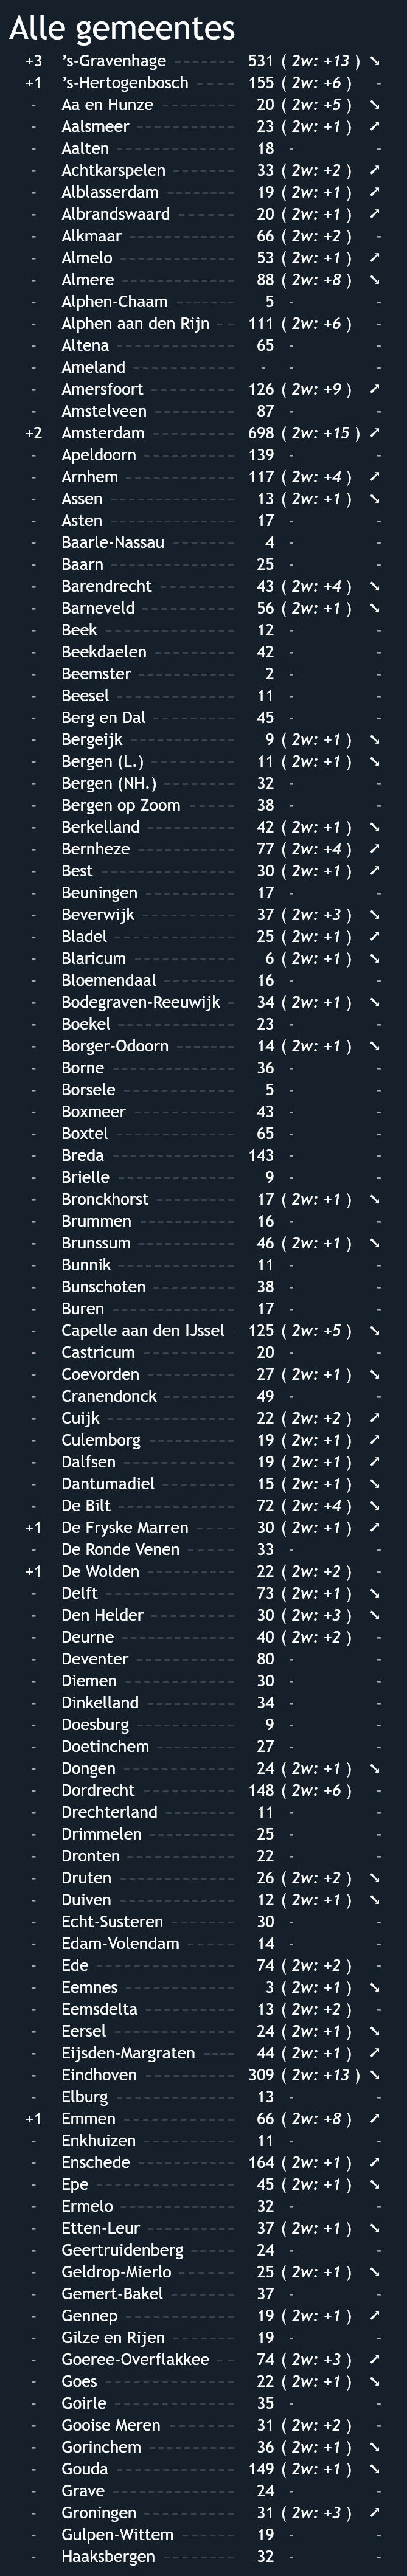 Alle gemeentes
+3 's-Gravenhage 531 ( 2w: +13 ) ➘
+1 's-Hertogenbosch 155 ( 2w: +6 ) -
- Aa en Hunze 20 ( 2w: +5 ) ➘
- Aalsmeer 23 ( 2w: +1 ) ➚
- Aalten 18 - -
- Achtkarspelen 33 ( 2w: +2 ) ➚
- Alblasserdam 19 ( 2w: +1 ) ➚
- Albrandswaard 20 ( 2w: +1 ) ➚
- Alkmaar 66 ( 2w: +2 ) -
- Almelo 53 ( 2w: +1 ) ➚
- Almere 88 ( 2w: +8 ) ➘
- Alphen-Chaam 5 - -
- Alphen aan den Rijn 111 ( 2w: +6 ) -
- Altena 65 - -
- Ameland - - -
- Amersfoort 126 ( 2w: +9 ) ➚
- Amstelveen 87 - -
+2 Amsterdam 698 ( 2w: +15 ) ➚
- Apeldoorn 139 - -
- Arnhem 117 ( 2w: +4 ) ➚
- Assen 13 ( 2w: +1 ) ➘
- Asten 17 - -
- Baarle-Nassau 4 - -
- Baarn 25 - -
- Barendrecht 43 ( 2w: +4 ) ➘
- Barneveld 56 ( 2w: +1 ) ➘
- Beek 12 - -
- Beekdaelen 42 - -
- Beemster 2 - -
- Beesel 11 - -
- Berg en Dal 45 - -
- Bergeijk 9 ( 2w: +1 ) ➘
- Bergen (L.) 11 ( 2w: +1 ) ➘
- Bergen (NH.) 32 - -
- Bergen op Zoom 38 - -
- Berkelland 42 ( 2w: +1 ) ➘
- Bernheze 77 ( 2w: +4 ) ➚
- Best 30 ( 2w: +1 ) ➚
- Beuningen 17 - -
- Beverwijk 37 ( 2w: +3 ) ➘
- Bladel 25 ( 2w: +1 ) ➚
- Blaricum 6 ( 2w: +1 ) ➘
- Bloemendaal 16 - -
- Bodegraven-Reeuwijk 34 ( 2w: +1 ) ➘
- Boekel 23 - -
- Borger-Odoorn 14 ( 2w: +1 ) ➘
- Borne 36 - -
- Borsele 5 - -
- Boxmeer 43 - -
- Boxtel 65 - -
- Breda 143 - -
- Brielle 9 - -
- Bronckhorst 17 ( 2w: +1 ) ➘
- Brummen 16 - -
- Brunssum 46 ( 2w: +1 ) ➘
- Bunnik 11 - -
- Bunschoten 38 - -
- Buren 17 - -
- Capelle aan den IJssel 125 ( 2w: +5 ) ➘
- Castricum 20 - -
- Coevorden 27 ( 2w: +1 ) ➘
- Cranendonck 49 - -
- Cuijk 22 ( 2w: +2 ) ➚
- Culemborg 19 ( 2w: +1 ) ➚
- Dalfsen 19 ( 2w: +1 ) ➚
- Dantumadiel 15 ( 2w: +1 ) ➘
- De Bilt 72 ( 2w: +4 ) ➘
+1 De Fryske Marren 30 ( 2w: +1 ) ➚
- De Ronde Venen 33 - -
+1 De Wolden 22 ( 2w: +2 ) -
- Delft 73 ( 2w: +1 ) ➘
- Den Helder 30 ( 2w: +3 ) ➘
- Deurne 40 ( 2w: +2 ) -
- Deventer 80 - -
- Diemen 30 - -
- Dinkelland 34 - -
- Doesburg 9 - -
- Doetinchem 27 - -
- Dongen 24 ( 2w: +1 ) ➘
- Dordrecht 148 ( 2w: +6 ) -
- Drechterland 11 - -
- Drimmelen 25 - -
- Dronten 22 - -
- Druten 26 ( 2w: +2 ) ➘
- Duiven 12 ( 2w: +1 ) ➘
- Echt-Susteren 30 - -
- Edam-Volendam 14 - -
- Ede 74 ( 2w: +2 ) -
- Eemnes 3 ( 2w: +1 ) ➘
- Eemsdelta 13 ( 2w: +2 ) -
- Eersel 24 ( 2w: +1 ) ➘
- Eijsden-Margraten 44 ( 2w: +1 ) ➚
- Eindhoven 309 ( 2w: +13 ) ➘
- Elburg 13 - -
+1 Emmen 66 ( 2w: +8 ) ➚
- Enkhuizen 11 - -
- Enschede 164 ( 2w: +1 ) ➚
- Epe 45 ( 2w: +1 ) ➘
- Ermelo 32 - -
- Etten-Leur 37 ( 2w: +1 ) ➘
- Geertruidenberg 24 - -
- Geldrop-Mierlo 25 ( 2w: +1 ) ➘
- Gemert-Bakel 37 - -
- Gennep 19 ( 2w: +1 ) ➚
- Gilze en Rijen 19 - -
- Goeree-Overflakkee 74 ( 2w: +3 ) ➚
- Goes 22 ( 2w: +1 ) ➘
- Goirle 35 - -
- Gooise Meren 31 ( 2w: +2 ) -
- Gorinchem 36 ( 2w: +1 ) ➘
- Gouda 149 ( 2w: +1 ) ➘
- Grave 24 - -
- Groningen 31 ( 2w: +3 ) ➚
- Gulpen-Wittem 19 - -
- Haaksbergen 32 - -